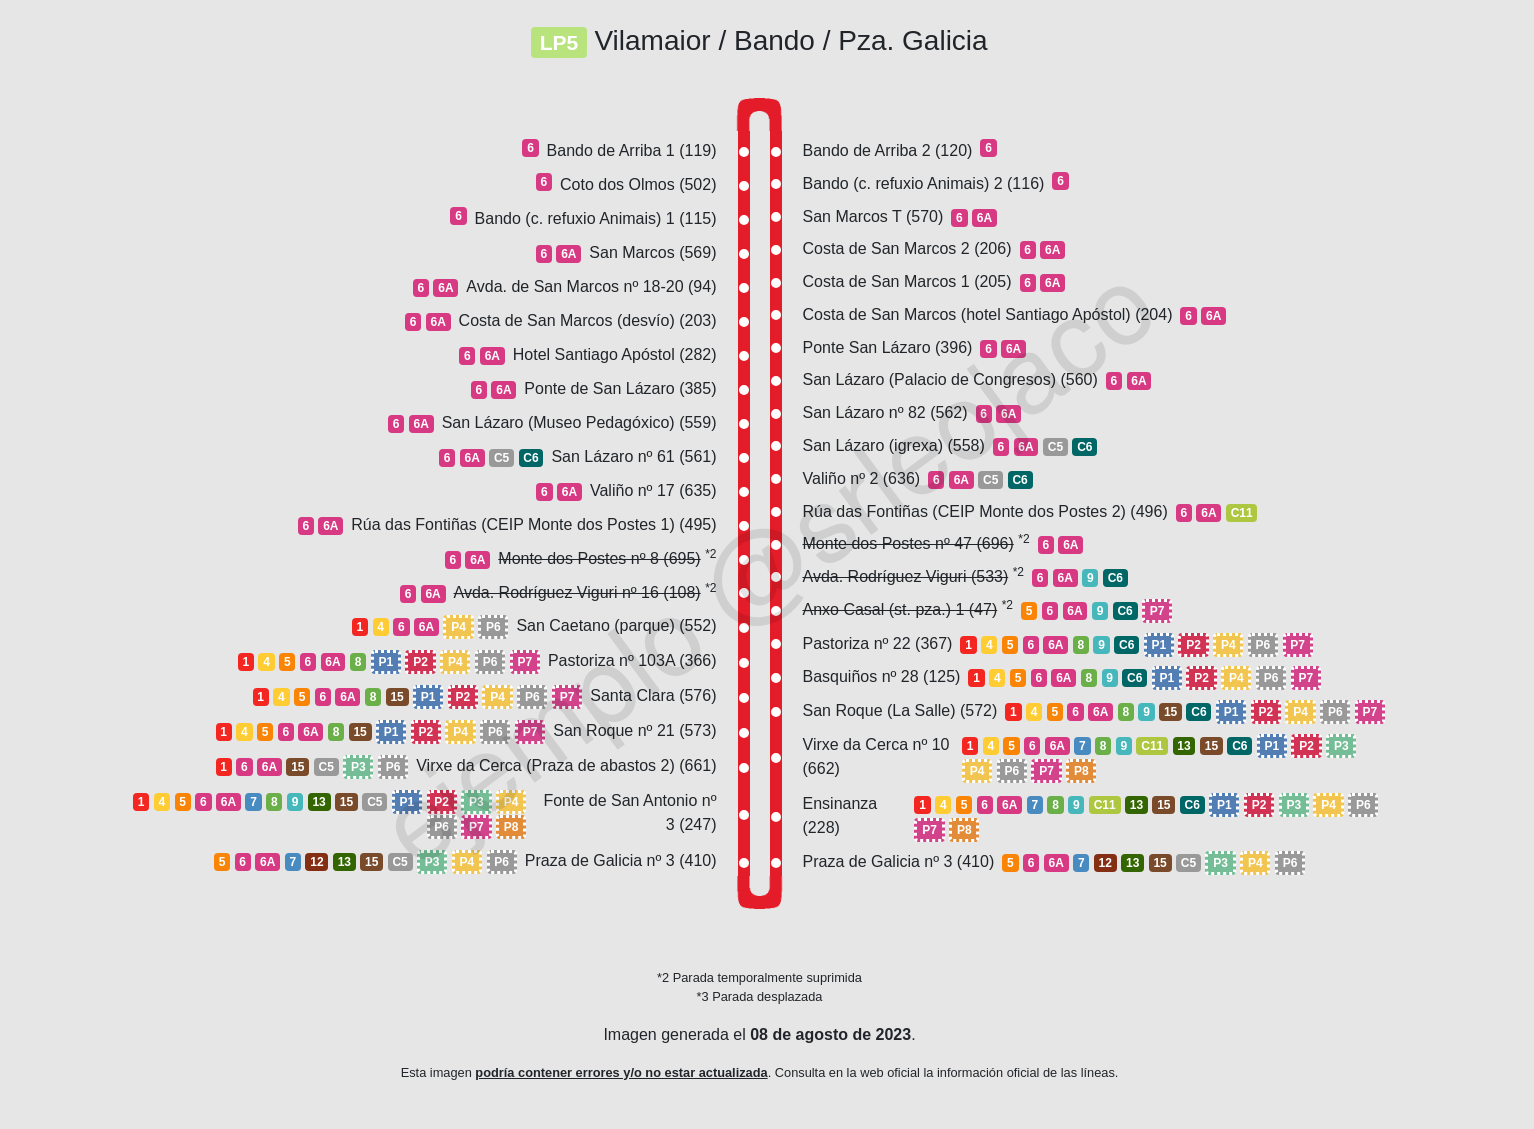 LP5 Vilamaior / Bando / Pza. Galicia
6 Bando de Arriba 1 (119)
6 Coto dos Olmos (502)
6 Bando (c. refuxio Animais) 1 (115)
6 6A San Marcos (569)
6 6A Avda. de San Marcos nº 18-20 (94)
6 6A Costa de San Marcos (desvío) (203)
6 6A Hotel Santiago Apóstol (282)
6 6A Ponte de San Lázaro (385)
6 6A San Lázaro (Museo Pedagóxico) (559)
6 6A C5 C6 San Lázaro nº 61 (561)
6 6A Valiño nº 17 (635)
6 6A Rúa das Fontiñas (CEIP Monte dos Postes 1) (495)
6 6A Monte dos Postes nº 8 (695) *2
6 6A Avda. Rodríguez Viguri nº 16 (108) *2
1 4 6 6A P4 P6 San Caetano (parque) (552)
1 4 5 6 6A 8 P1 P2 P4 P6 P7 Pastoriza nº 103A (366)
1 4 5 6 6A 8 15 P1 P2 P4 P6 P7 Santa Clara (576)
1 4 5 6 6A 8 15 P1 P2 P4 P6 P7 San Roque nº 21 (573)
1 6 6A 15 C5 P3 P6 Virxe da Cerca (Praza de abastos 2) (661)
1 4 5 6 6A 7 8 9 13 15 C5 P1 P2 P3 P4 Fonte de San Antonio nº
P6 P7 P8 3 (247)
5 6 6A 7 12 13 15 C5 P3 P4 P6 Praza de Galicia nº 3 (410)
Bando de Arriba 2 (120) 6
Bando (c. refuxio Animais) 2 (116) 6
San Marcos T (570) 6 6A
Costa de San Marcos 2 (206) 6 6A
Costa de San Marcos 1 (205) 6 6A
Costa de San Marcos (hotel Santiago Apóstol) (204) 6 6A
Ponte San Lázaro (396) 6 6A
San Lázaro (Palacio de Congresos) (560) 6 6A
San Lázaro nº 82 (562) 6 6A
San Lázaro (igrexa) (558) 6 6A C5 C6
Valiño nº 2 (636) 6 6A C5 C6
Rúa das Fontiñas (CEIP Monte dos Postes 2) (496) 6 6A C11
Monte dos Postes nº 47 (696) *2 6 6A
Avda. Rodríguez Viguri (533) *2 6 6A 9 C6
Anxo Casal (st. pza.) 1 (47) *2 5 6 6A 9 C6 P7
Pastoriza nº 22 (367) 1 4 5 6 6A 8 9 C6 P1 P2 P4 P6 P7
Basquiños nº 28 (125) 1 4 5 6 6A 8 9 C6 P1 P2 P4 P6 P7
San Roque (La Salle) (572) 1 4 5 6 6A 8 9 15 C6 P1 P2 P4 P6 P7
Virxe da Cerca nº 10 1 4 5 6 6A 7 8 9 C11 13 15 C6 P1 P2 P3
(662) P4 P6 P7 P8
Ensinanza 1 4 5 6 6A 7 8 9 C11 13 15 C6 P1 P2 P3 P4 P6
(228) P7 P8
Praza de Galicia nº 3 (410) 5 6 6A 7 12 13 15 C5 P3 P4 P6
ejemplo @srleojaco
*2 Parada temporalmente suprimida
*3 Parada desplazada
Imagen generada el 08 de agosto de 2023.
Esta imagen podría contener errores y/o no estar actualizada. Consulta en la web oficial la información oficial de las líneas.